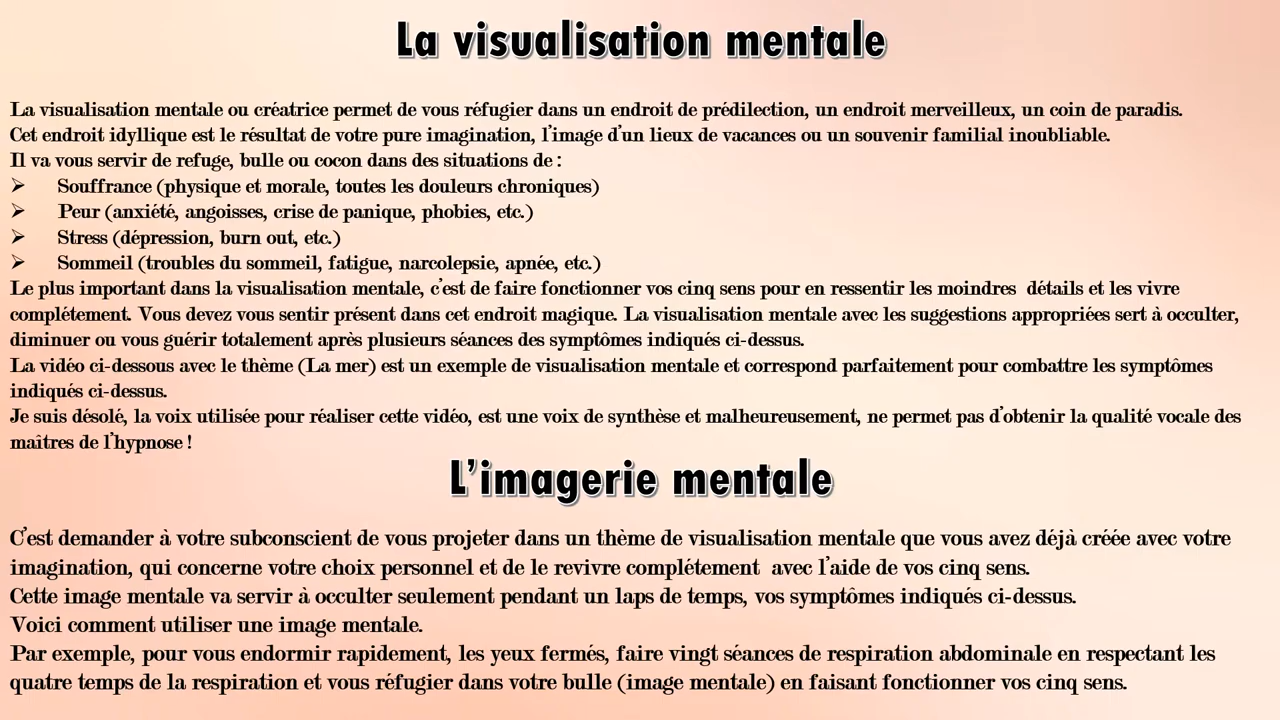 La visualisation mentale
La visualisation mentale ou créatrice permet de vous réfugier dans un endroit de prédilection, un endroit merveilleux, un coin de paradis.
Cet endroit idyllique est le résultat de votre pure imagination, l'image d'un lieux de vacances ou un souvenir familial inoubliable.
Il va vous servir de refuge, bulle ou cocon dans des situations de :
➢ Souffrance (physique et morale, toutes les douleurs chroniques)
➢ Peur (anxiété, angoisses, crise de panique, phobies, etc.)
➢ Stress (dépression, burn out, etc.)
➢ Sommeil (troubles du sommeil, fatigue, narcolepsie, apnée, etc.)
Le plus important dans la visualisation mentale, c'est de faire fonctionner vos cinq sens pour en ressentir les moindres  détails et les vivre
complétement. Vous devez vous sentir présent dans cet endroit magique. La visualisation mentale avec les suggestions appropriées sert à occulter,
diminuer ou vous guérir totalement après plusieurs séances des symptômes indiqués ci-dessus.
La vidéo ci-dessous avec le thème (La mer) est un exemple de visualisation mentale et correspond parfaitement pour combattre les symptômes
indiqués ci-dessus.
Je suis désolé, la voix utilisée pour réaliser cette vidéo, est une voix de synthèse et malheureusement, ne permet pas d'obtenir la qualité vocale des
maîtres de l'hypnose !
L'imagerie mentale
C'est demander à votre subconscient de vous projeter dans un thème de visualisation mentale que vous avez déjà créée avec votre
imagination, qui concerne votre choix personnel et de le revivre complétement  avec l'aide de vos cinq sens.
Cette image mentale va servir à occulter seulement pendant un laps de temps, vos symptômes indiqués ci-dessus.
Voici comment utiliser une image mentale.
Par exemple, pour vous endormir rapidement, les yeux fermés, faire vingt séances de respiration abdominale en respectant les
quatre temps de la respiration et vous réfugier dans votre bulle (image mentale) en faisant fonctionner vos cinq sens.